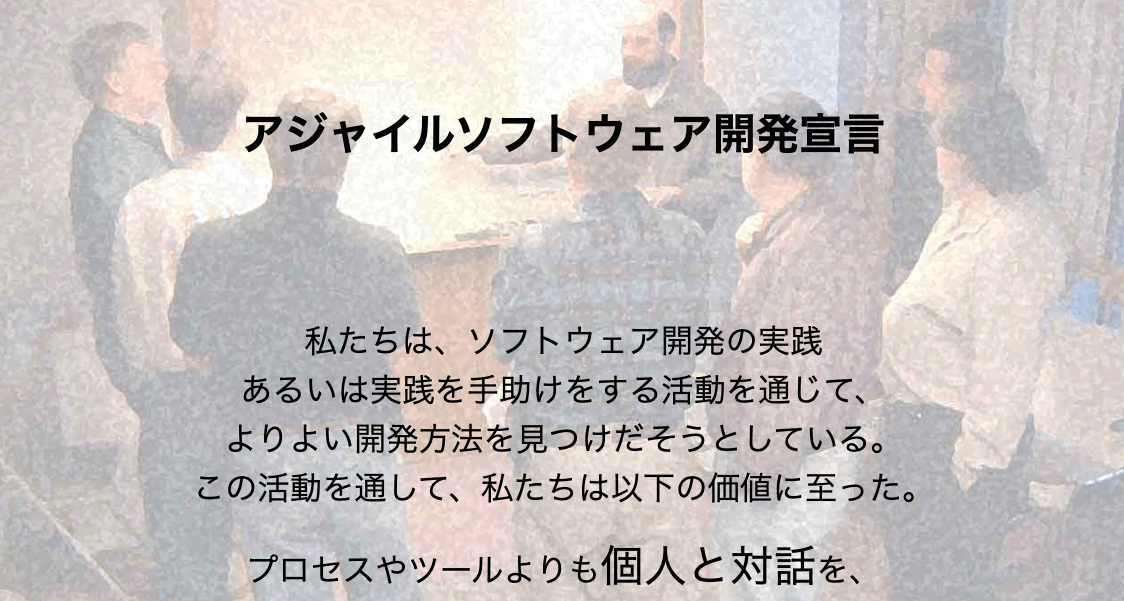 アジャイルソフトウェア開発宣言
私たちは、ソフトウェア開発の実践
あるいは実践を手助けをする活動を通じて、
よりよい開発方法を見つけだそうとしている。
この活動を通して、私たちは以下の価値に至った。
プロセスやツールよりも個人と対話を、